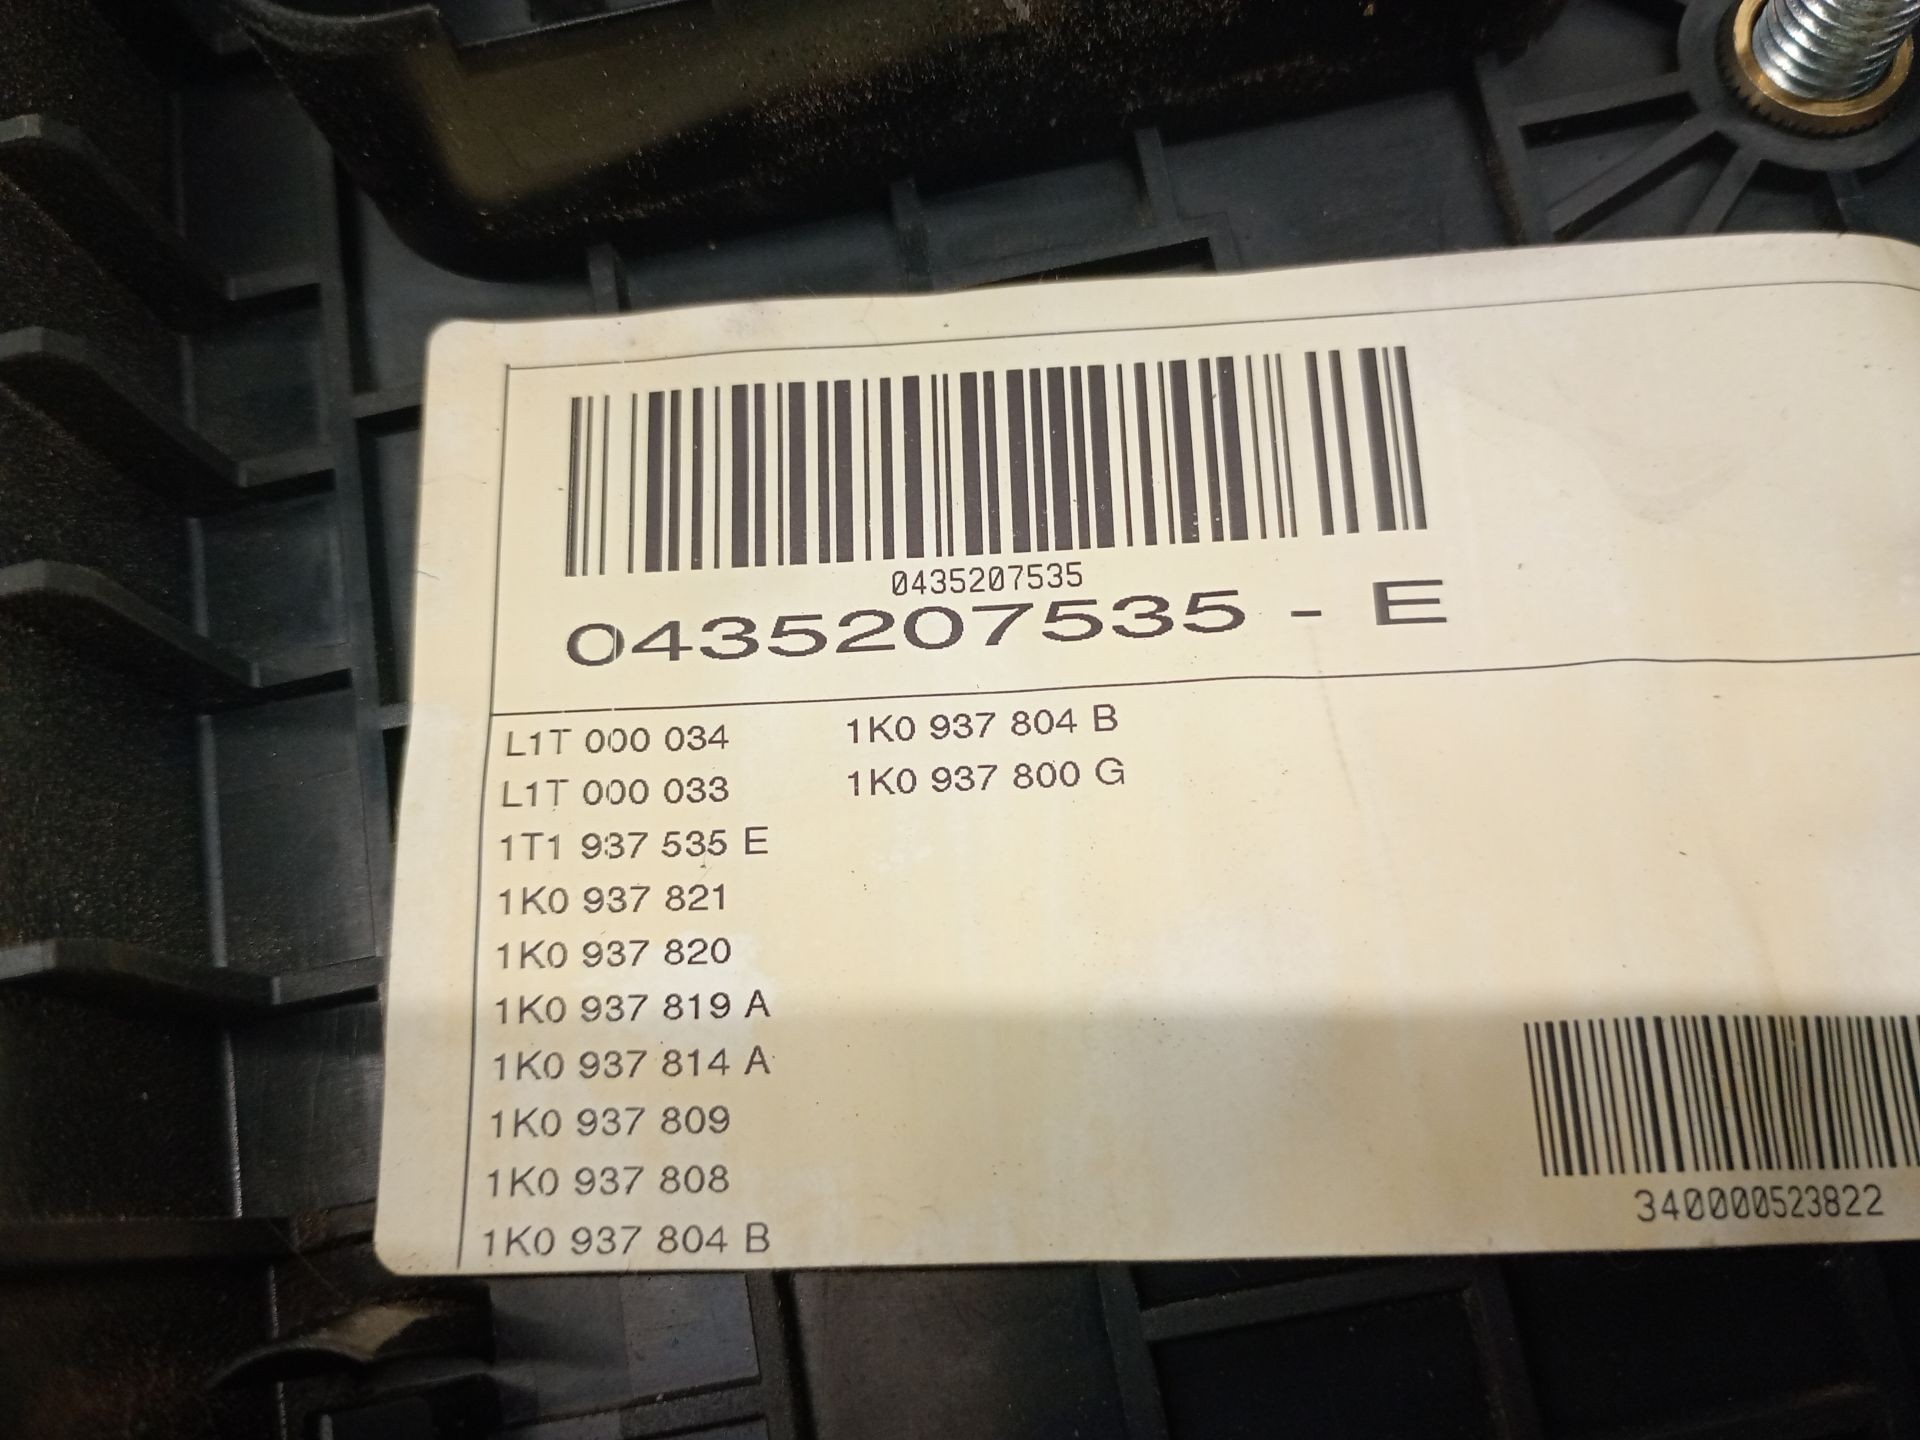 0435207535
0435207535 - E
L1T 000 034
L1T 000 033
1T1 937 535 E
1K0 937 821
1K0 937 820
1K0 937 819 A
1K0 937 814 A
1K0 937 809
1K0 937 808
1K0 937 804 B
1K0 937 804 B
1K0 937 800 G
340000523822